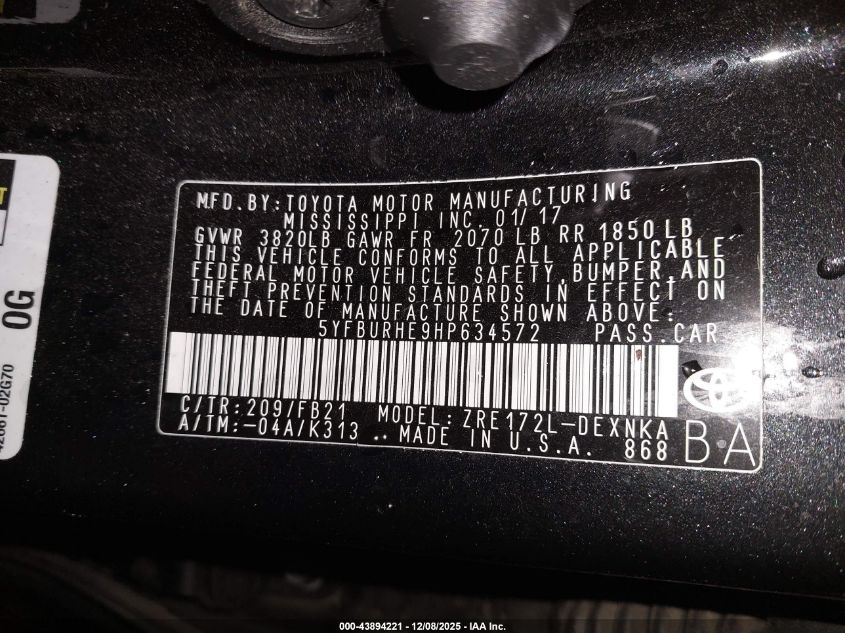 MFD.BY:TOYOTA MOTOR MANUFACTURING
MISSISSIPPI INC. 01/17
GVWR 3820LB GAWR FR 2070 LB RR 1850 LB
THIS VEHICLE CONFORMS TO ALL APPLICABLE
FEDERAL MOTOR VEHICLE SAFETY, BUMPER, AND
THEFT PREVENTION STANDARDS IN EFFECT ON
THE DATE OF MANUFACTURE SHOWN ABOVE:
5YFBURHE9HP634572 PASS.CAR
C/TR:209/FB21 MODEL:ZRE172L-DEXNKA
A/TM:-04A/K313 .. MADE IN U.S.A. 868 BA
0G
42661-02G70
000-43894221 - 12/08/2025 - IAA Inc.